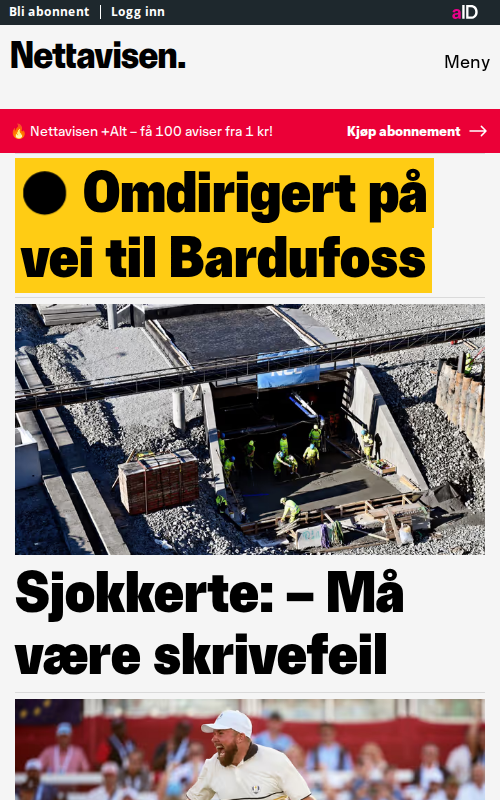 Bli abonnent | Logg inn
aID
Nettavisen.
Meny
🔥 Nettavisen +Alt – få 100 aviser fra 1 kr!
Kjøp abonnement →
● Omdirigert på
vei til Bardufoss
Sjokkerte: – Må
være skrivefeil